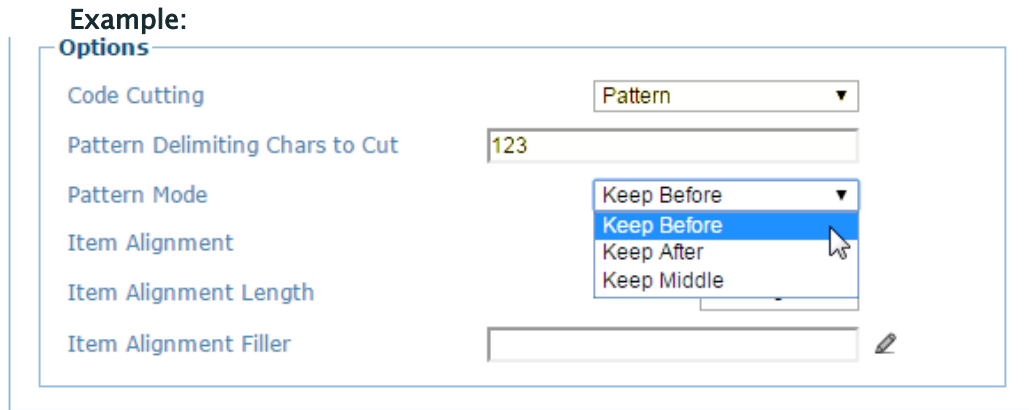 Example:
Options
Code Cutting Pattern
Pattern Delimiting Chars to Cut 123
Pattern Mode Keep Before
Keep Before
Item Alignment Keep After
Keep Middle
Item Alignment Length
Item Alignment Filler